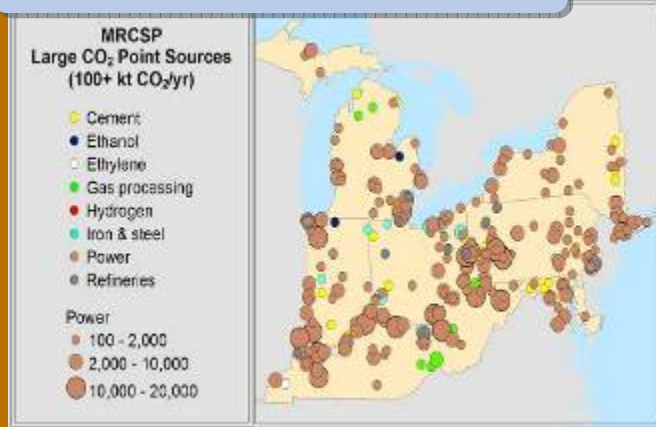 MRCSP
Large CO₂ Point Sources
(100+ kt CO₂/yr)
Cement
Ethanol
Ethylene
Gas processing
Hydrogen
Iron & steel
Power
Refineries
Power
100 - 2,000
2,000 - 10,000
10,000 - 20,000